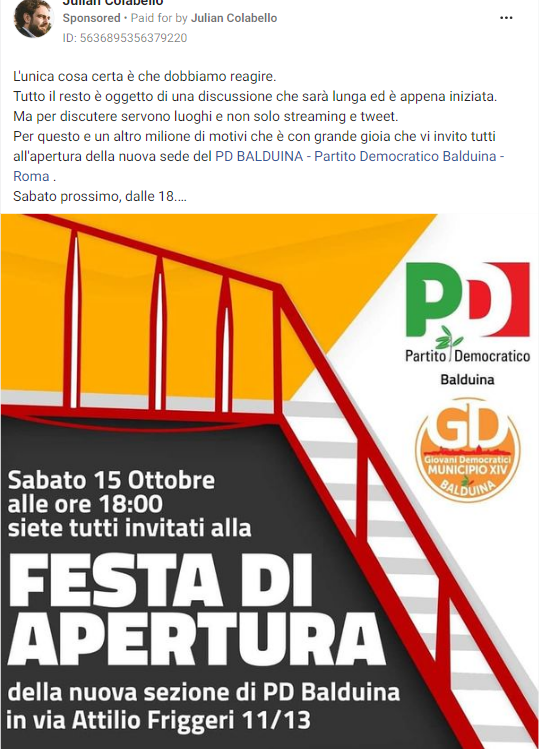 Julian Colabello
Sponsored • Paid for by Julian Colabello
ID: 5636895356379220
L'unica cosa certa è che dobbiamo reagire.
Tutto il resto è oggetto di una discussione che sarà lunga ed è appena iniziata.
Ma per discutere servono luoghi e non solo streaming e tweet.
Per questo e un altro milione di motivi che è con grande gioia che vi invito tutti
all'apertura della nuova sede del PD BALDUINA - Partito Democratico Balduina -
Roma .
Sabato prossimo, dalle 18....
PD
Partito Democratico
Balduina
GD
Giovani Democratici
MUNICIPIO XIV
BALDUINA
Sabato 15 Ottobre
alle ore 18:00
siete tutti invitati alla
FESTA DI
APERTURA
della nuova sezione di PD Balduina
in via Attilio Friggeri 11/13